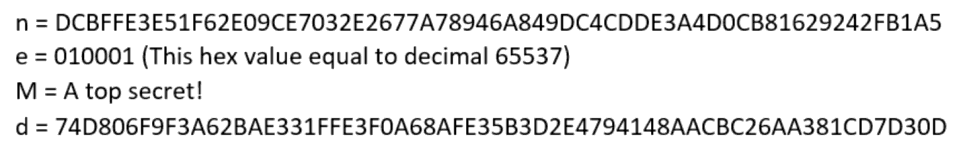 n = DCBFFE3E51F62E09CE7032E2677A78946A849DC4CDDE3A4D0CB81629242FB1A5
e = 010001 (This hex value equal to decimal 65537)
M = A top secret!
d = 74D806F9F3A62BAE331FFE3F0A68AFE35B3D2E4794148AACBC26AA381CD7D30D